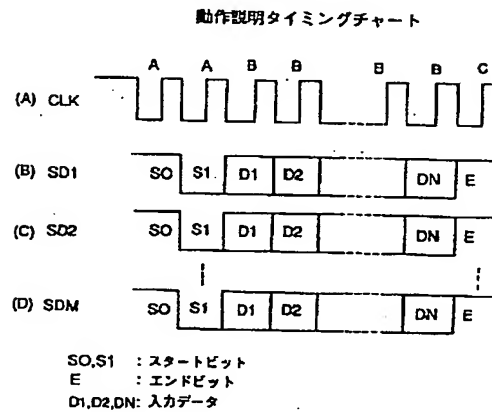 動作説明タイミングチャート
A A B B B B C
(A) CLK
(B) SD1 SO S1 D1 D2 DN E
(C) SD2 SO S1 D1 D2 DN E
(D) SDM SO S1 D1 D2 DN E
SO,S1 : スタートビット
E : エンドビット
D1,D2,DN: 入力データ